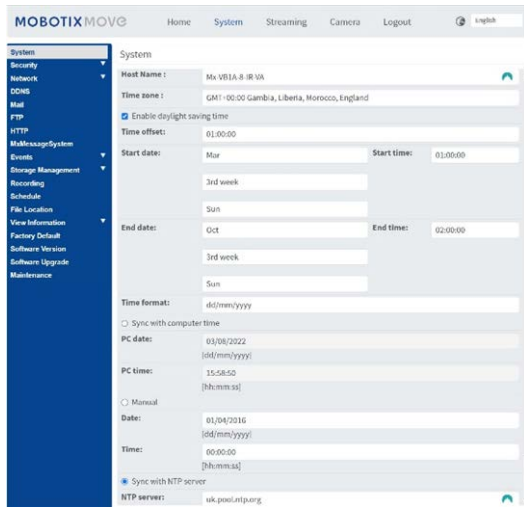 MOBOTIX MOVE
Home System Streaming Camera Logout English
System
Security
Network
DDNS
Mail
FTP
HTTP
MxMessageSystem
Events
Storage Management
Recording
Schedule
File Location
View Information
Factory Default
Software Version
Software Upgrade
Maintenance
System
Host Name : Mx-VB1A-8-IR-VA
Time zone : GMT+00:00 Gambia, Liberia, Morocco, England
Enable daylight saving time
Time offset: 01:00:00
Start date: Mar Start time: 01:00:00
3rd week
Sun
End date: Oct End time: 02:00:00
3rd week
Sun
Time format: dd/mm/yyyy
Sync with computer time
PC date: 03/08/2022
[dd/mm/yyyy]
PC time: 15:58:50
[hh:mm:ss]
Manual
Date: 01/04/2016
[dd/mm/yyyy]
Time: 00:00:00
[hh:mm:ss]
Sync with NTP server
NTP server: uk.pool.ntp.org